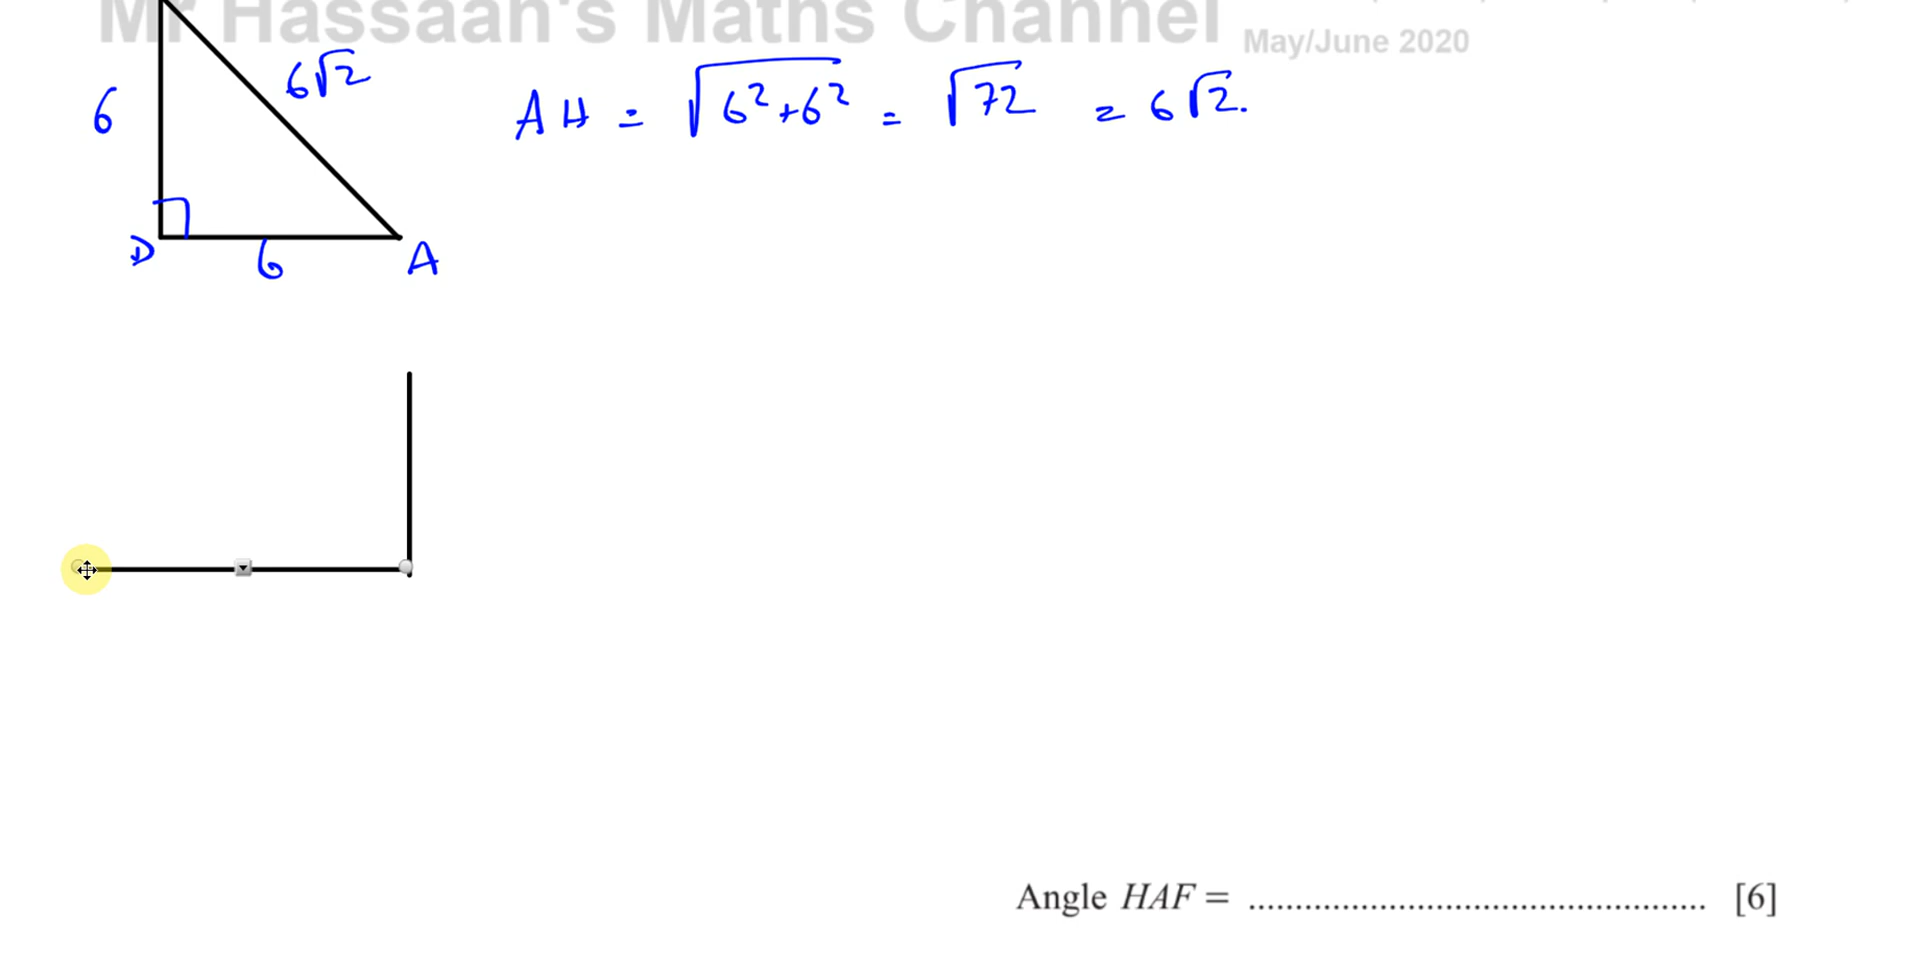 Mr Hassaan's Maths Channel
May/June 2020
6√2
6
AH = √6²+6² = √72 = 6√2.
D
6
A
Angle HAF = ................................................ [6]